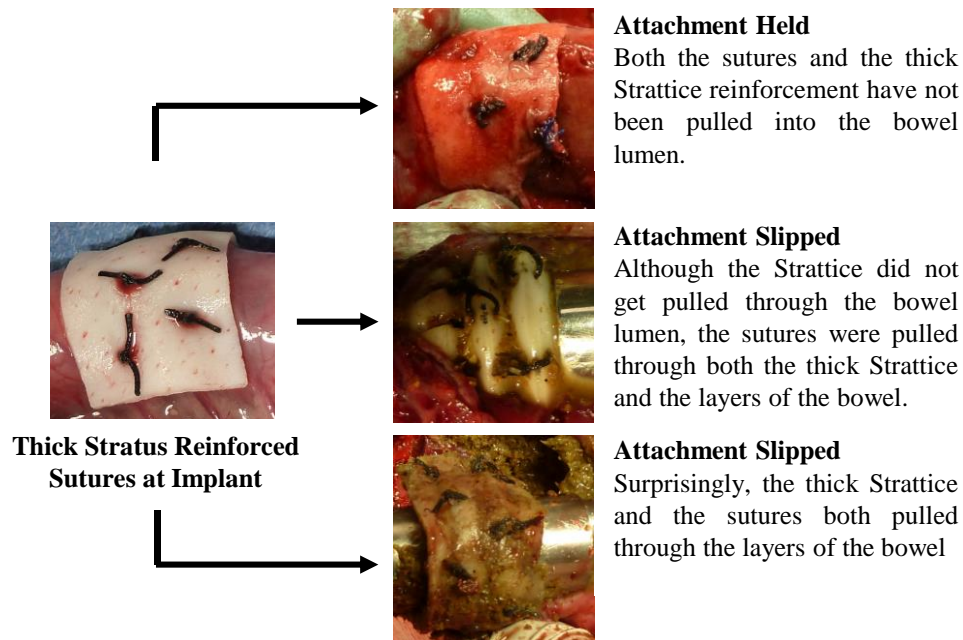 Attachment Held
Both the sutures and the thick
Strattice reinforcement have not
been pulled into the bowel
lumen.
Attachment Slipped
Although the Strattice did not
get pulled through the bowel
lumen, the sutures were pulled
through both the thick Strattice
and the layers of the bowel.
Thick Stratus Reinforced
Sutures at Implant
Attachment Slipped
Surprisingly, the thick Strattice
and the sutures both pulled
through the layers of the bowel